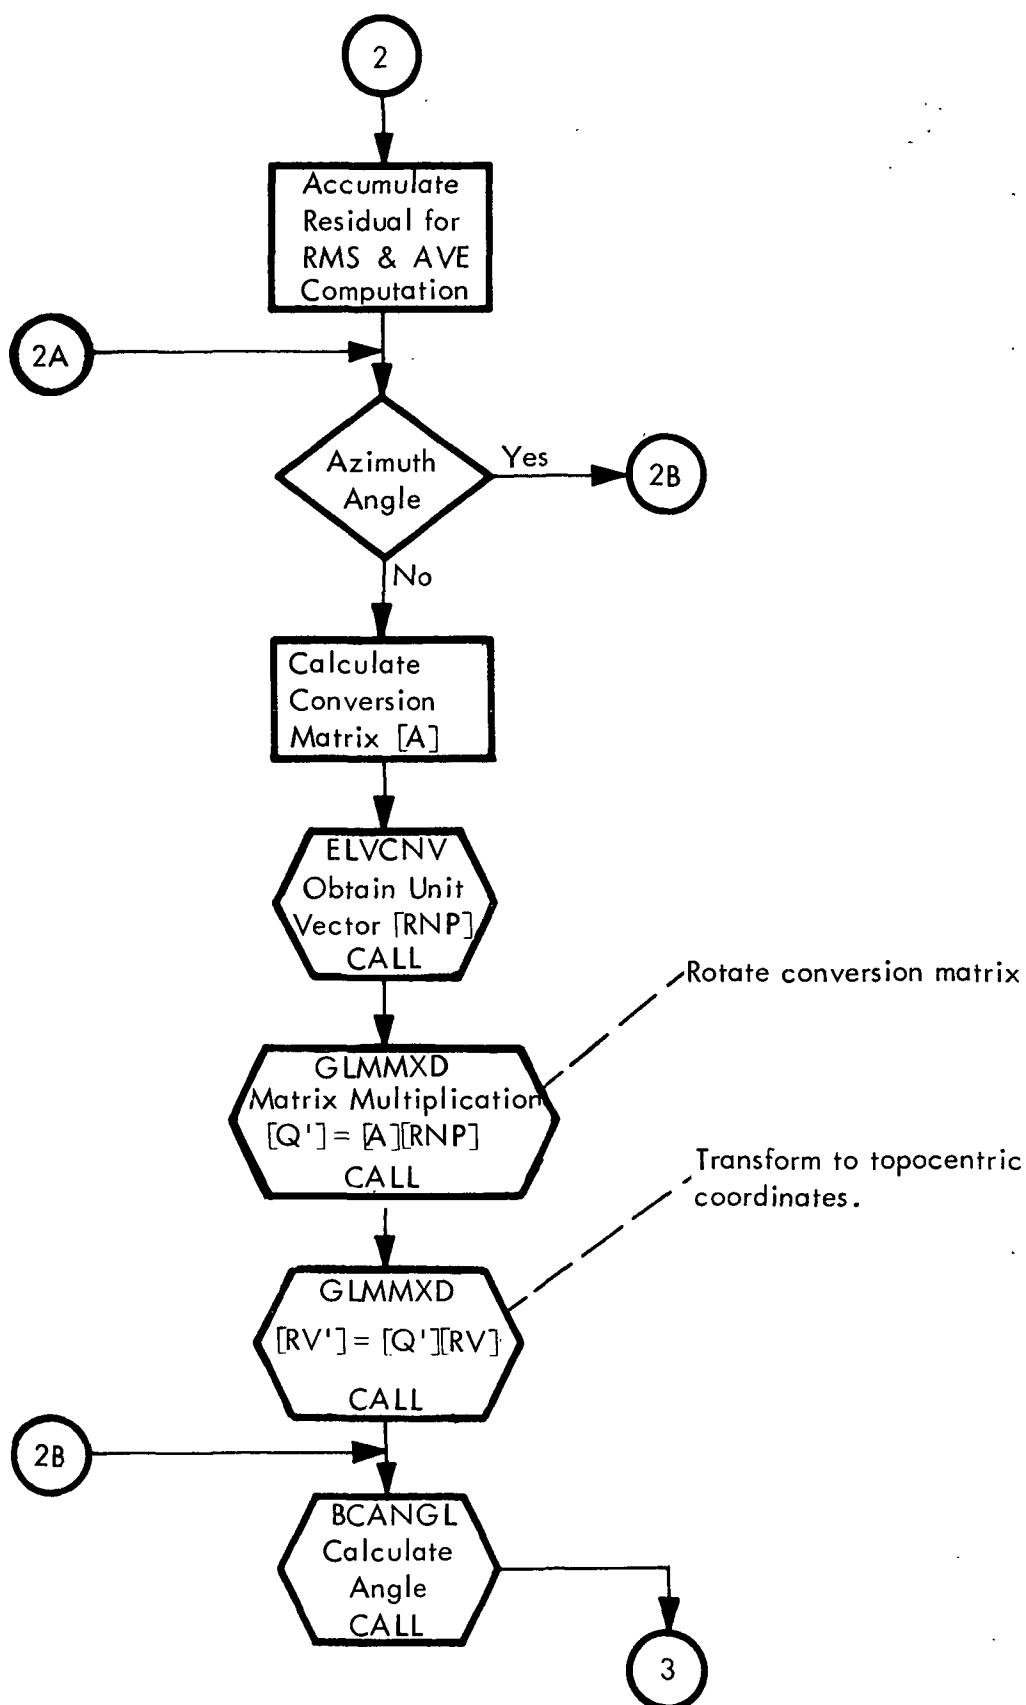 2
Accumulate
Residual for
RMS & AVE
Computation
2A
Azimuth
Angle
Yes
2B
No
Calculate
Conversion
Matrix [A]
ELVCNV
Obtain Unit
Vector [RNP]
CALL
Rotate conversion matrix
GLMMXD
Matrix Multiplication
[Q'] = [A][RNP]
CALL
Transform to topocentric
coordinates.
GLMMXD
[RV'] = [Q'][RV]
CALL
2B
BCANGL
Calculate
Angle
CALL
3